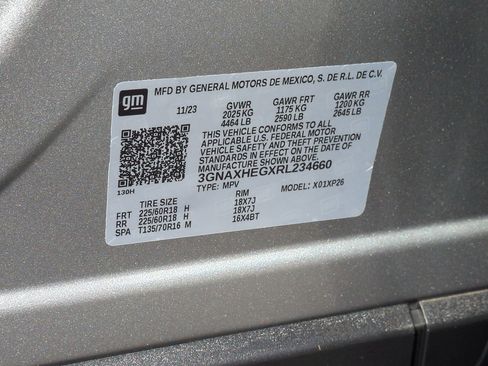 gm
MFD BY GENERAL MOTORS DE MEXICO, S. DE R.L. DE C.V.
11/23 GVWR GAWR FRT GAWR RR
2025 KG 1175 KG 1200 KG
4464 LB 2590 LB 2645 LB
THIS VEHICLE CONFORMS TO ALL
APPLICABLE U.S. FEDERAL MOTOR
VEHICLE SAFETY AND THEFT PREVENTION
STANDARDS IN EFFECT ON THE DATE OF
MANUFACTURE SHOWN ABOVE.
3GNAXHEGXRL234660
130H
TYPE: MPV MODEL: X01XP26
TIRE SIZE RIM
FRT 225/60R18 H 18X7J
RR 225/60R18 H 18X7J
SPA T135/70R16 M 16X4BT